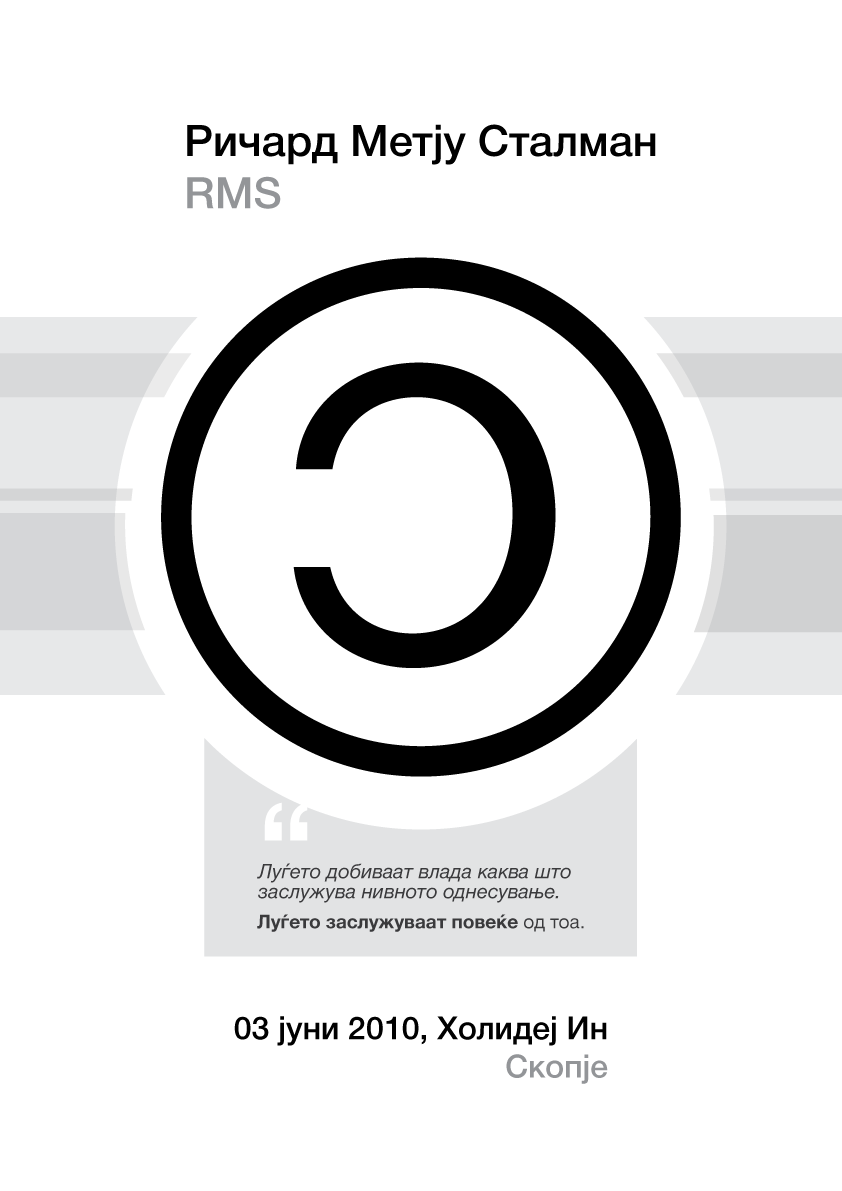 Ричард Метју Сталман
RMS
“
Луѓето добиваат влада каква што
заслужува нивното однесување.
Луѓето заслужуваат повеќе од тоа.
03 јуни 2010, Холидеј Ин
Скопје